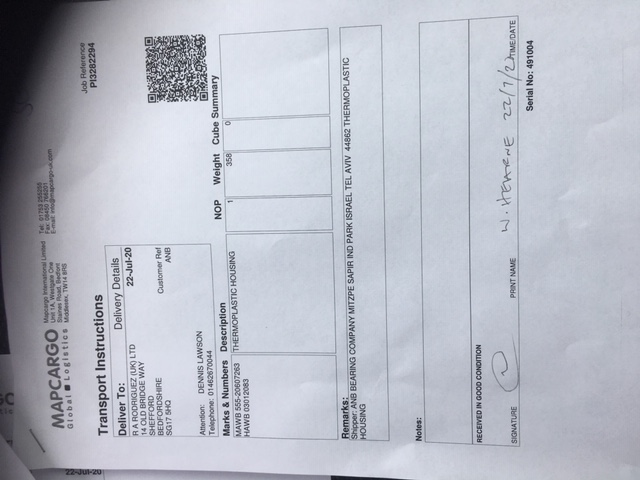 MAPCARGO
Global Logistics
Mapcargo International Limited
Unit 1A, Westgate One
Staines Road, Bedfont
Middlesex, TW14 8RS
Tel: 01753 255255
Fax: 08450 768201
E-mail: info@mapcargo-uk.com
Job Reference
PI3282294
Transport Instructions
Deliver To: Delivery Details
R A RODRIGUEZ (UK) LTD 22-Jul-20
14 OLD BRIDGE WAY
SHEFFORD
BEDFORDSHIRE Customer Ref
SG17 5HQ ANB
Attention: DENNIS LAWSON
Telephone: 01462670044
Marks & Numbers Description NOP Weight Cube Summary
MAWB 555-20607263 THERMOPLASTIC HOUSING 1 358 0
HAWB 03012083
Remarks:
Shipper: ANB BEARING COMPANY MITZPE SAPIR IND PARK ISRAEL TEL AVIV 44862 THERMOPLASTIC
HOUSING
Notes:
RECEIVED IN GOOD CONDITION
SIGNATURE PRINT NAME W. HEARNE 22/7/2 TIME/DATE
Serial No: 491004